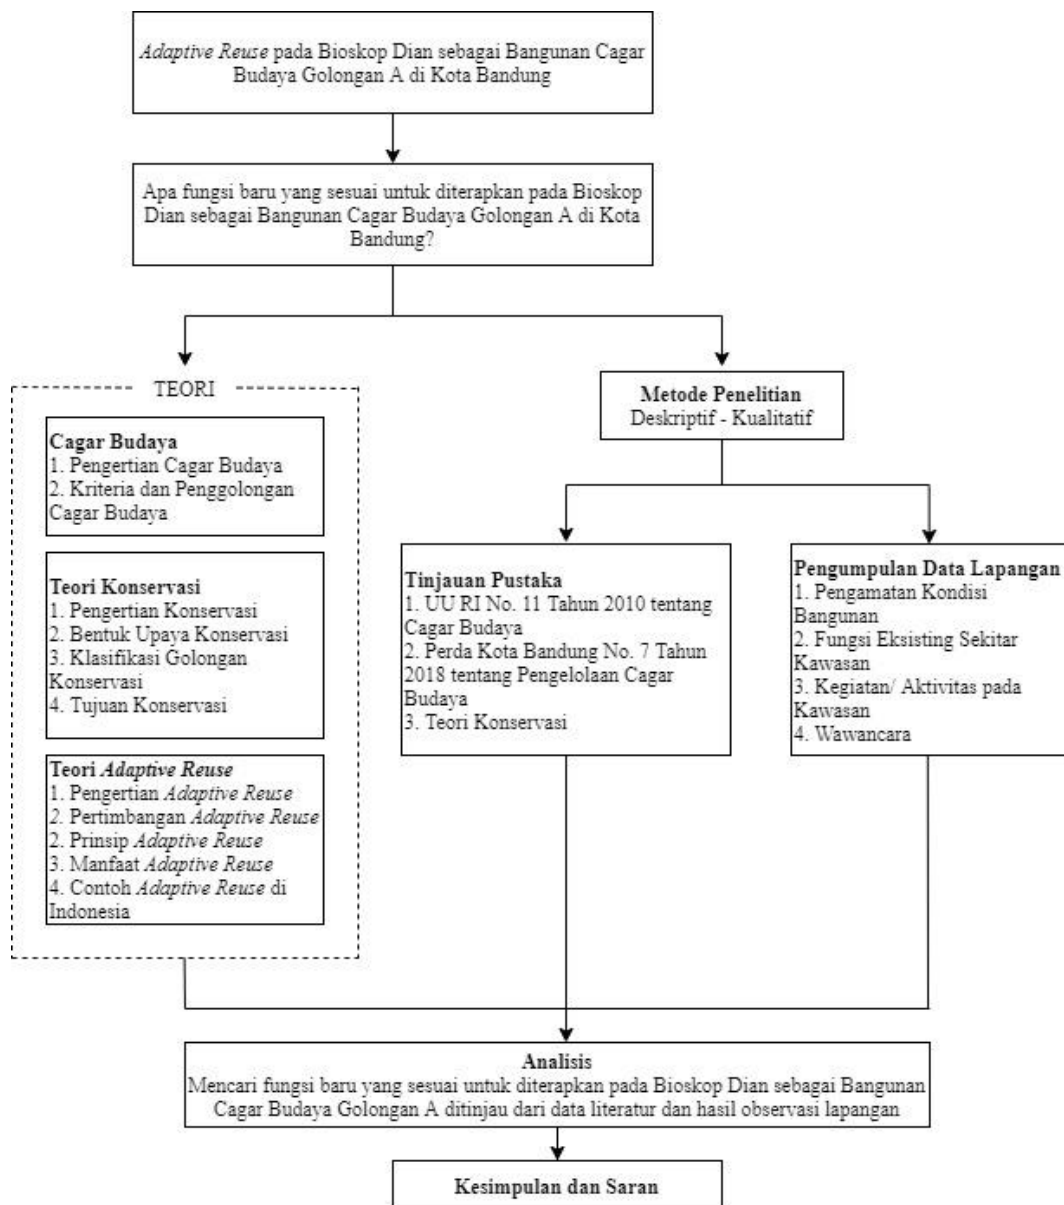 Adaptive Reuse pada Bioskop Dian sebagai Bangunan Cagar
Budaya Golongan A di Kota Bandung
Apa fungsi baru yang sesuai untuk diterapkan pada Bioskop
Dian sebagai Bangunan Cagar Budaya Golongan A di Kota
Bandung?
TEORI
Cagar Budaya
1. Pengertian Cagar Budaya
2. Kriteria dan Penggolongan
Cagar Budaya
Teori Konservasi
1. Pengertian Konservasi
2. Bentuk Upaya Konservasi
3. Klasifikasi Golongan
Konservasi
4. Tujuan Konservasi
Teori Adaptive Reuse
1. Pengertian Adaptive Reuse
2. Pertimbangan Adaptive Reuse
2. Prinsip Adaptive Reuse
3. Manfaat Adaptive Reuse
4. Contoh Adaptive Reuse di
Indonesia
Metode Penelitian
Deskriptif - Kualitatif
Tinjauan Pustaka
1. UU RI No. 11 Tahun 2010 tentang
Cagar Budaya
2. Perda Kota Bandung No. 7 Tahun
2018 tentang Pengelolaan Cagar
Budaya
3. Teori Konservasi
Pengumpulan Data Lapangan
1. Pengamatan Kondisi
Bangunan
2. Fungsi Eksisting Sekitar
Kawasan
3. Kegiatan/ Aktivitas pada
Kawasan
4. Wawancara
Analisis
Mencari fungsi baru yang sesuai untuk diterapkan pada Bioskop Dian sebagai Bangunan
Cagar Budaya Golongan A ditinjau dari data literatur dan hasil observasi lapangan
Kesimpulan dan Saran